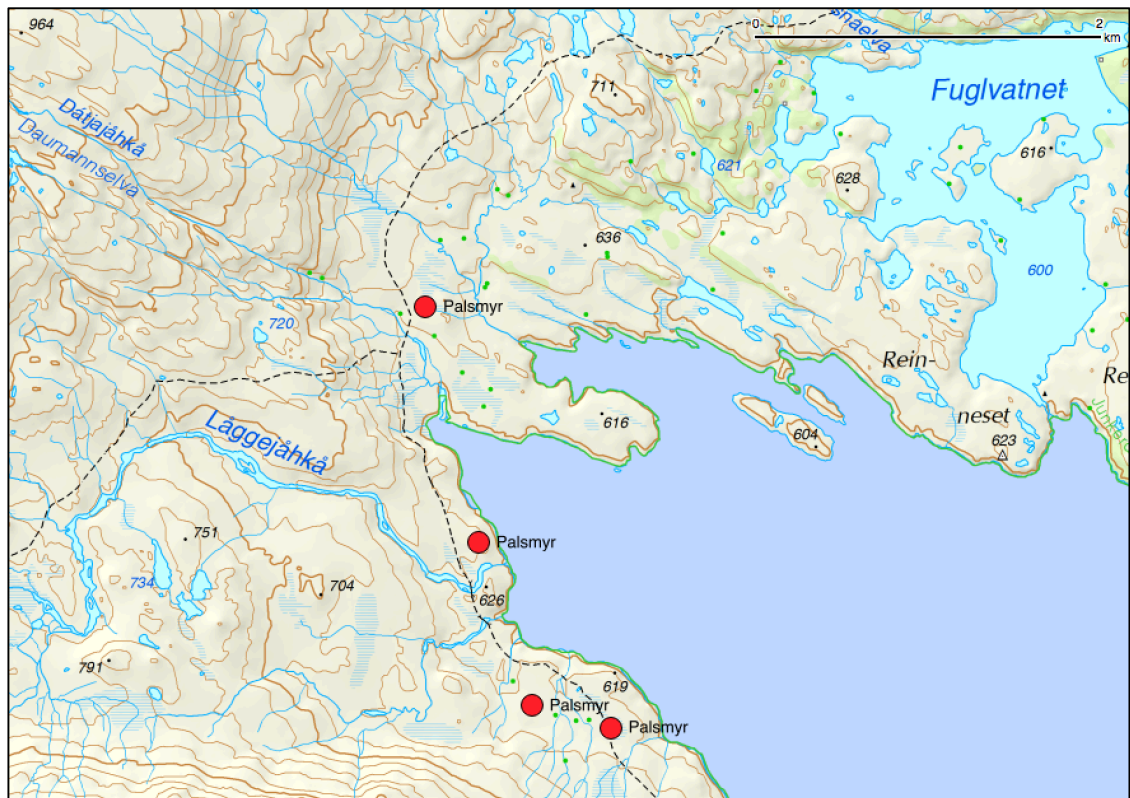 964
0
2
km
711
Fuglvatnet
Dátjajåhkå
Daumannselva
621
616
628
636
600
Palsmyr
720
Rein-
Re
neset
616
604
623
Låggejåhkå
751
Palsmyr
734
704
626
791
619
Palsmyr
Palsmyr